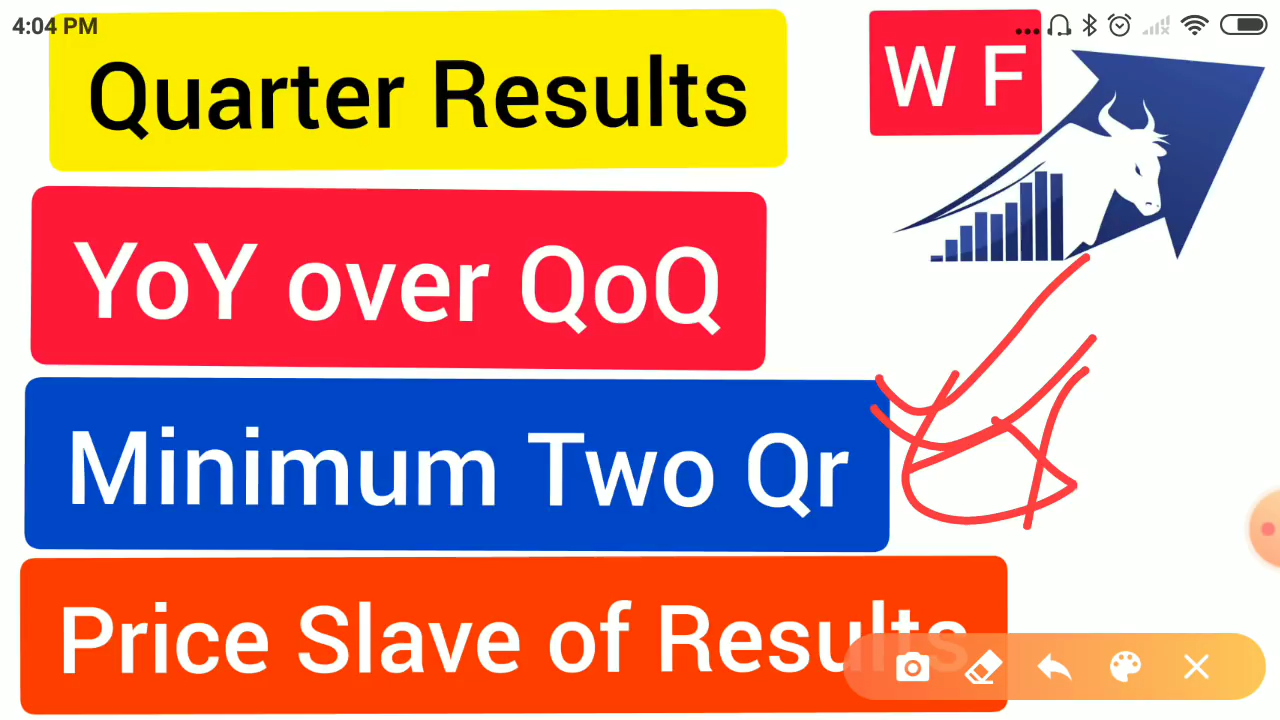 4:04 PM
Quarter Results
W F
YoY over QoQ
Minimum Two Qr
Price Slave of Results